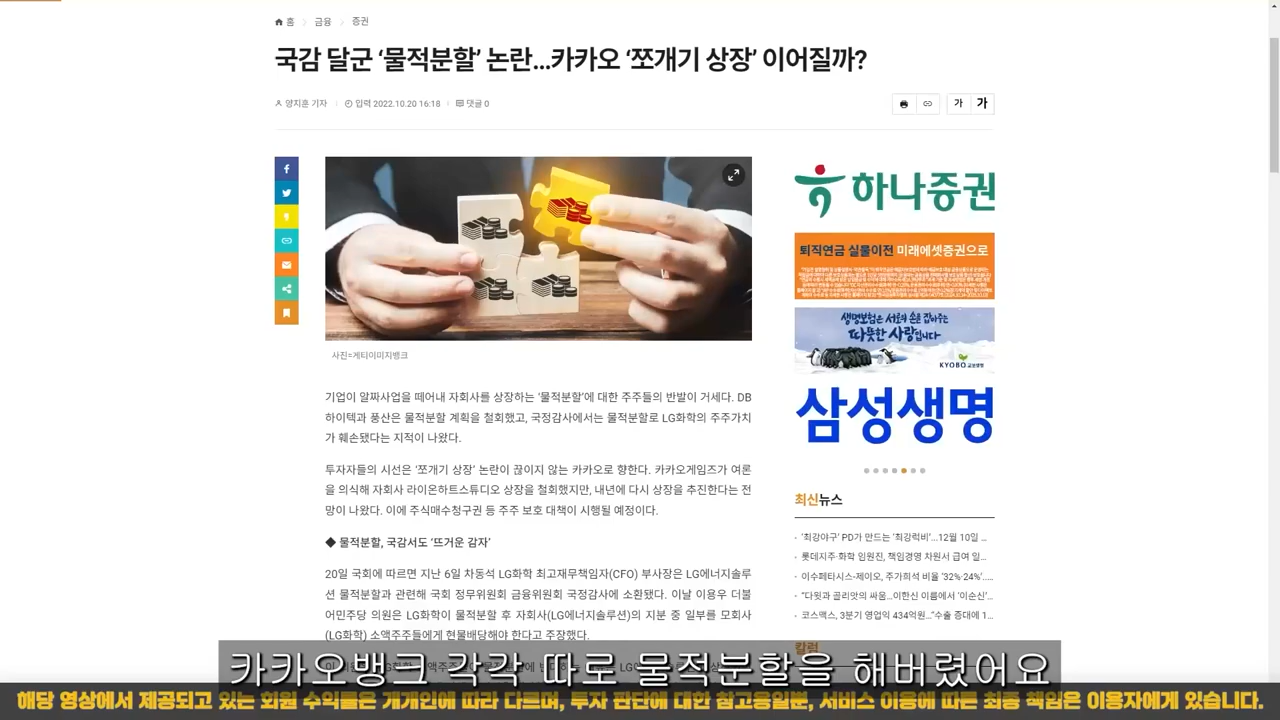 홈 > 금융 > 증권
국감 달군 ‘물적분할’ 논란…카카오 ‘쪼개기 상장’ 이어질까?
양지훈 기자 입력 2022.10.20 16:18 댓글 0
가 가
하나증권
퇴직연금 실물이전 미래에셋증권으로
생명보험은 서로의 손을 잡아주는
따뜻한 사랑입니다
KYOBO 교보생명
삼성생명
사진=게티이미지뱅크
기업이 알짜사업을 떼어내 자회사를 상장하는 ‘물적분할’에 대한 주주들의 반발이 거세다. DB
하이텍과 풍산은 물적분할 계획을 철회했고, 국정감사에서는 물적분할로 LG화학의 주주가치
가 훼손됐다는 지적이 나왔다.
투자자들의 시선은 ‘쪼개기 상장’ 논란이 끊이지 않는 카카오로 향한다. 카카오게임즈가 여론
을 의식해 자회사 라이온하트스튜디오 상장을 철회했지만, 내년에 다시 상장을 추진한다는 전
망이 나왔다. 이에 주식매수청구권 등 주주 보호 대책이 시행될 예정이다.
◆ 물적분할, 국감서도 ‘뜨거운 감자’
20일 국회에 따르면 지난 6일 차동석 LG화학 최고재무책임자(CFO) 부사장은 LG에너지솔루
션 물적분할과 관련해 국회 정무위원회 금융위원회 국정감사에 소환됐다. 이날 이용우 더불
어민주당 의원은 LG화학이 물적분할 후 자회사(LG에너지솔루션)의 지분 중 일부를 모회사
(LG화학) 소액주주들에게 현물배당해야 한다고 주장했다.
최신뉴스
· ‘최강야구’ PD가 만드는 ‘최강럭비’…12월 10일 ...
· 롯데지주·화학 임원진, 책임경영 차원서 급여 일...
· 이수페타시스-제이오, 주가희석 비율 ‘32%·24%’...
· “다윗과 골리앗의 싸움…이한신 이름에서 ‘이순신’...
· 코스맥스, 3분기 영업익 434억원…“수출 증대에 1...
칼럼
카카오뱅크 각각 따로 물적분할을 해버렸어요
해당 영상에서 제공되고 있는 회원 수익률은 개개인에 따라 다르며, 투자 판단에 대한 참고용일뿐, 서비스 이용에 따른 최종 책임은 이용자에게 있습니다.